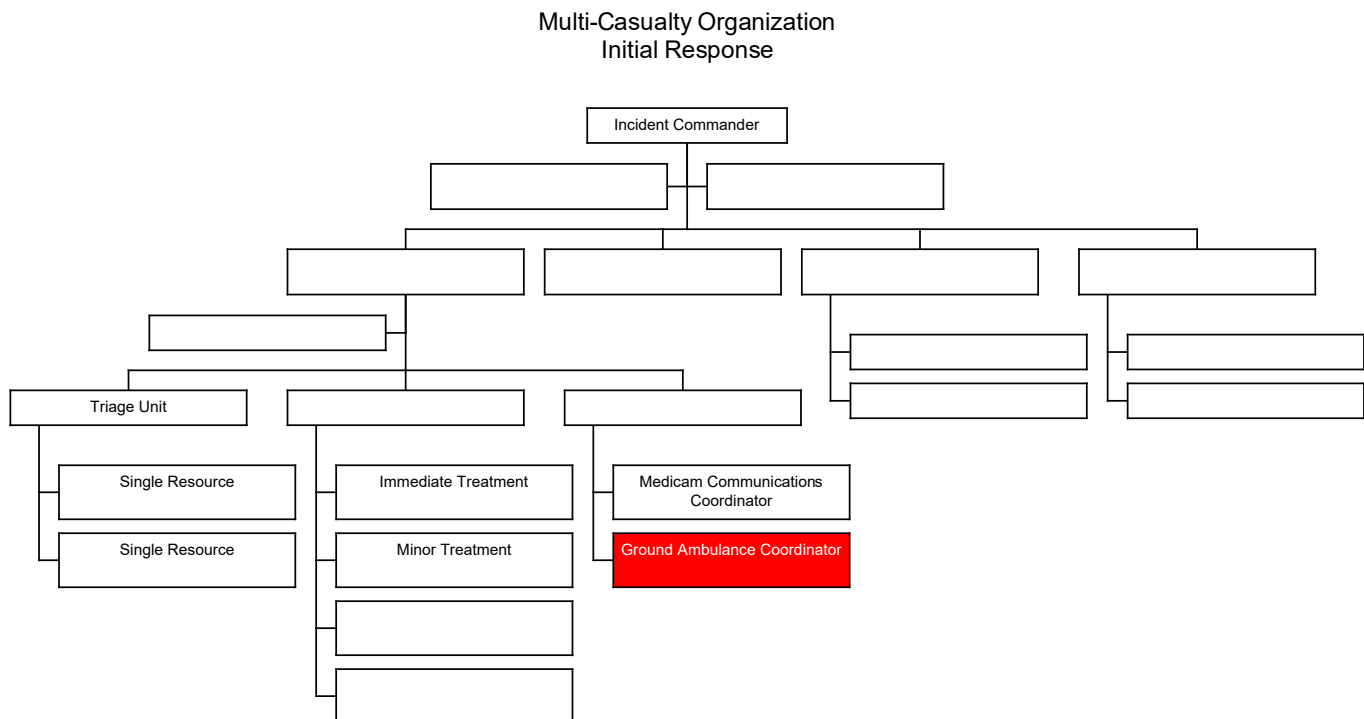 Multi-Casualty Organization
Initial Response
Incident Commander
Triage Unit
Single Resource
Immediate Treatment
Medicam Communications
Coordinator
Single Resource
Minor Treatment
Ground Ambulance Coordinator